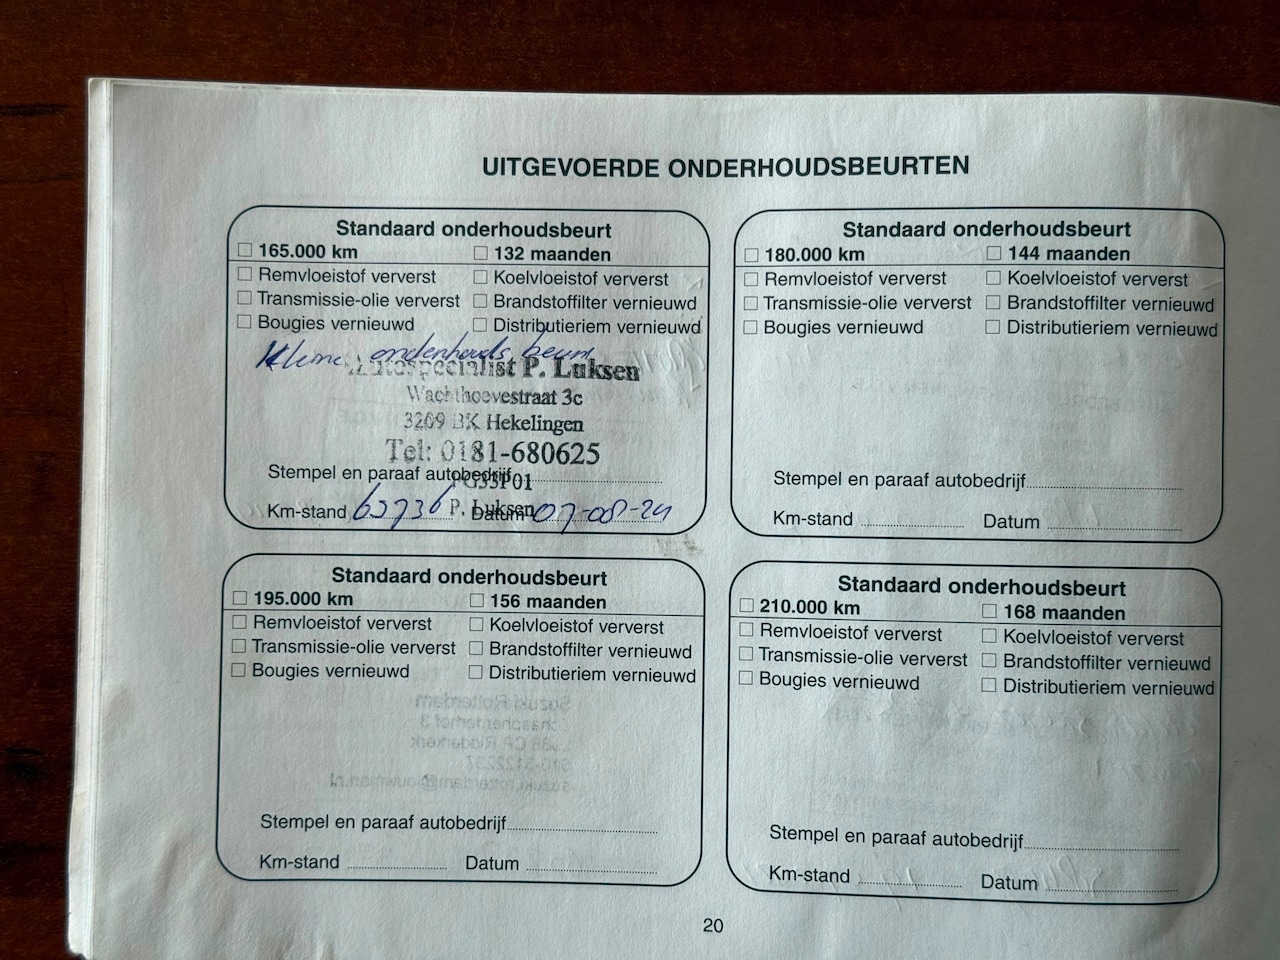 UITGEVOERDE ONDERHOUDSBEURTEN
Standaard onderhoudsbeurt
165.000 km 132 maanden
Remvloeistof ververst Koelvloeistof ververst
Transmissie-olie ververst Brandstoffilter vernieuwd
Bougies vernieuwd Distributieriem vernieuwd
Kleine onderhouds beurt
Autospecialist P. Luksen
Wachthoevestraat 3c
3209 BK Hekelingen
Tel: 0181-680625
Stempel en paraaf autobedrijf
G33P01
P. Luksen
Km-stand 65736 Datum 07-08-24
Standaard onderhoudsbeurt
180.000 km 144 maanden
Remvloeistof ververst Koelvloeistof ververst
Transmissie-olie ververst Brandstoffilter vernieuwd
Bougies vernieuwd Distributieriem vernieuwd
Stempel en paraaf autobedrijf
Km-stand Datum
Standaard onderhoudsbeurt
195.000 km 156 maanden
Remvloeistof ververst Koelvloeistof ververst
Transmissie-olie ververst Brandstoffilter vernieuwd
Bougies vernieuwd Distributieriem vernieuwd
Stempel en paraaf autobedrijf
Km-stand Datum
Standaard onderhoudsbeurt
210.000 km 168 maanden
Remvloeistof ververst Koelvloeistof ververst
Transmissie-olie ververst Brandstoffilter vernieuwd
Bougies vernieuwd Distributieriem vernieuwd
Stempel en paraaf autobedrijf
Km-stand Datum
20